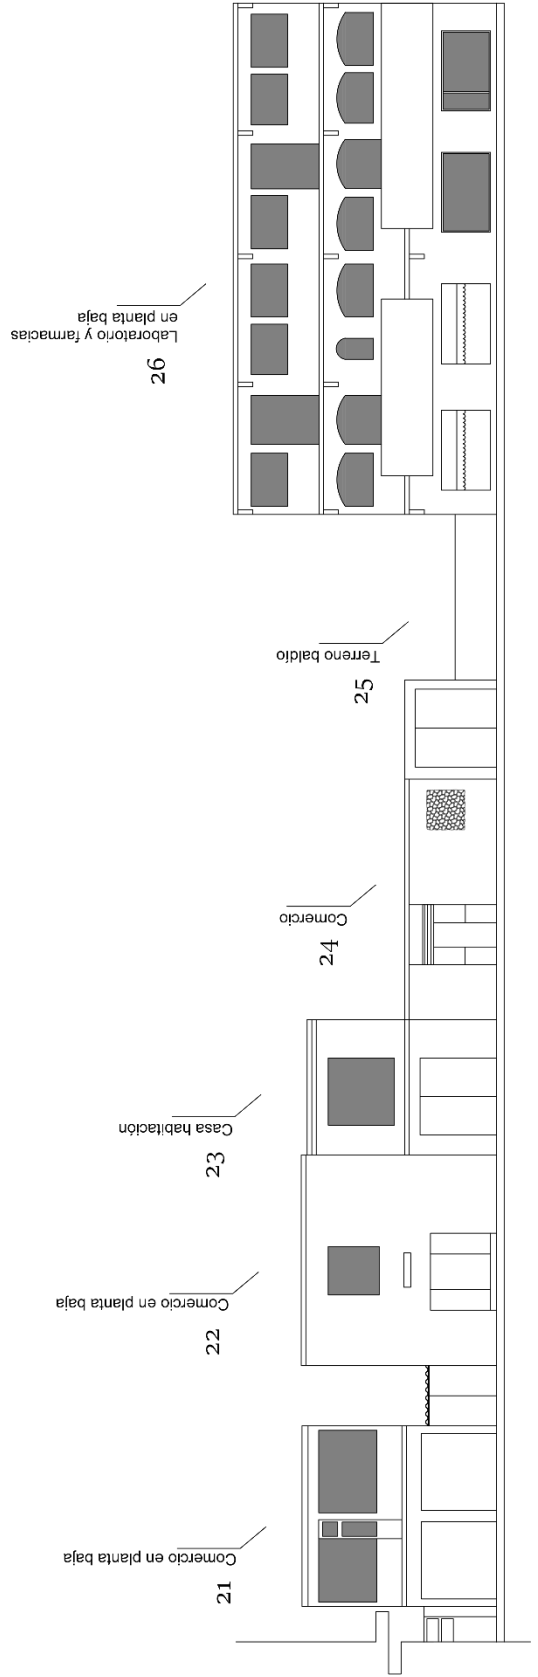 21
Comercio en planta baja
22
Comercio en planta baja
23
Casa habitación
24
Comercio
25
Terreno baldío
26
Laboratorio y farmacias
en planta baja